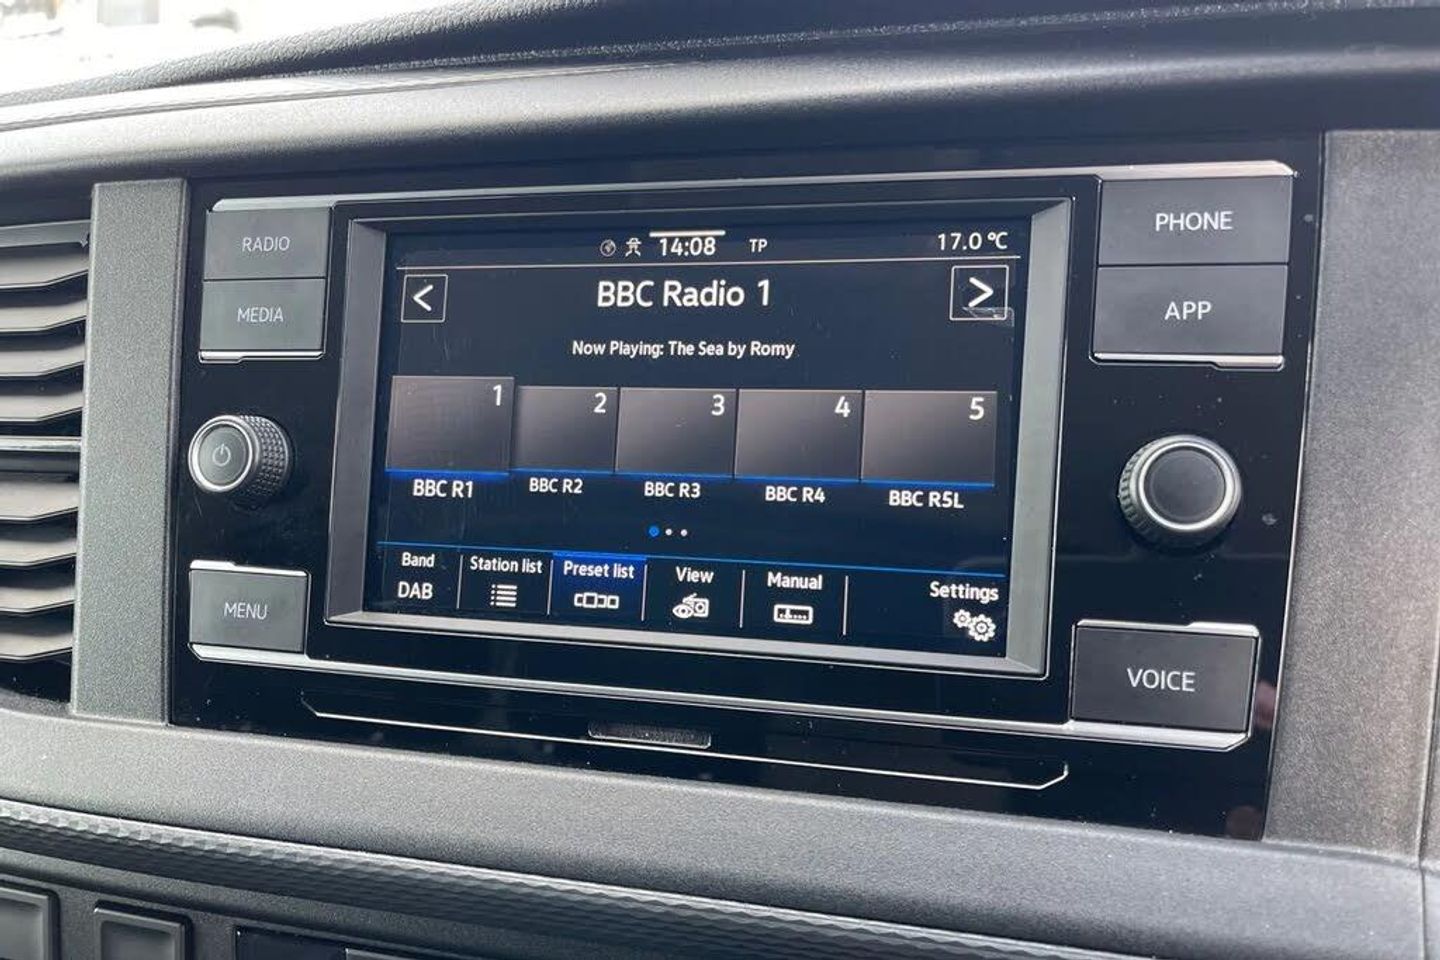 RADIO
MEDIA
MENU
14:08 TP 17.0 °C
< BBC Radio 1 >
Now Playing: The Sea by Romy
1 2 3 4 5
BBC R1 BBC R2 BBC R3 BBC R4 BBC R5L
Band Station list Preset list View Manual Settings
DAB
PHONE
APP
VOICE